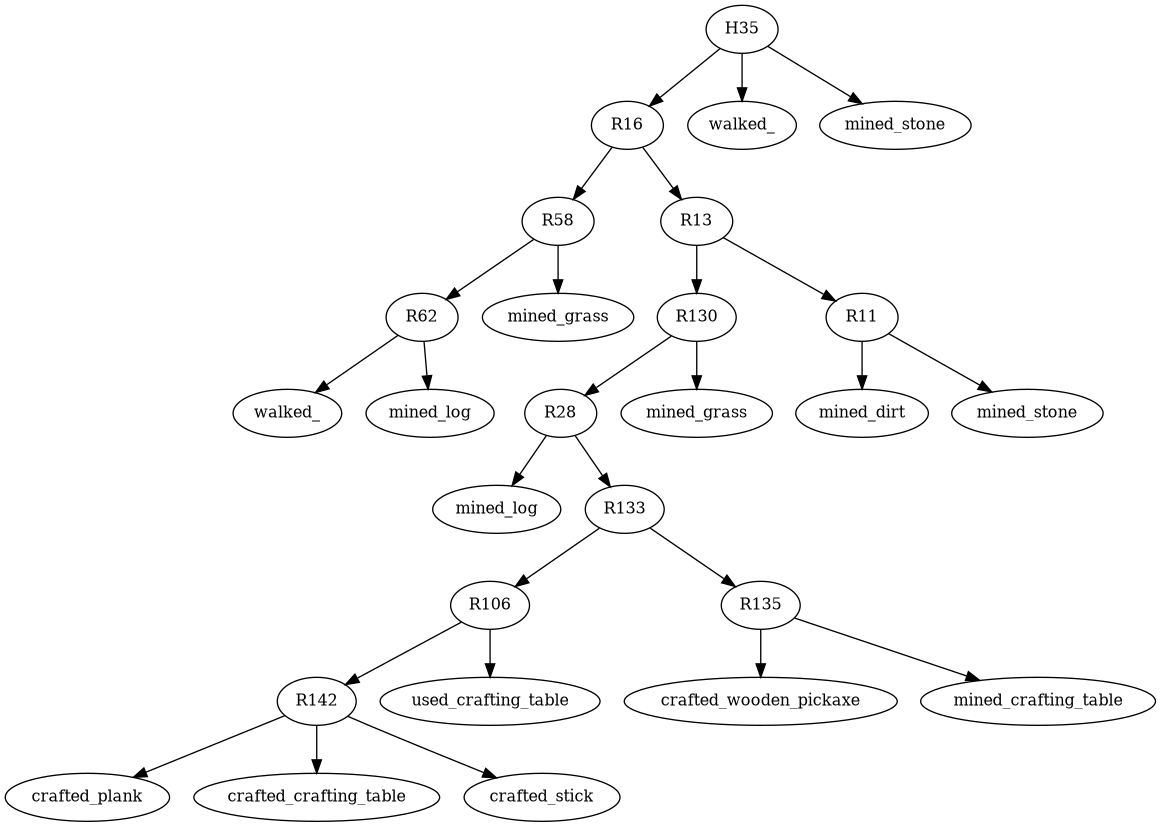 H35
R16
walked_
mined_stone
R58
R13
R62
mined_grass
R130
R11
walked_
mined_log
R28
mined_grass
mined_dirt
mined_stone
mined_log
R133
R106
R135
R142
used_crafting_table
crafted_wooden_pickaxe
mined_crafting_table
crafted_plank
crafted_crafting_table
crafted_stick